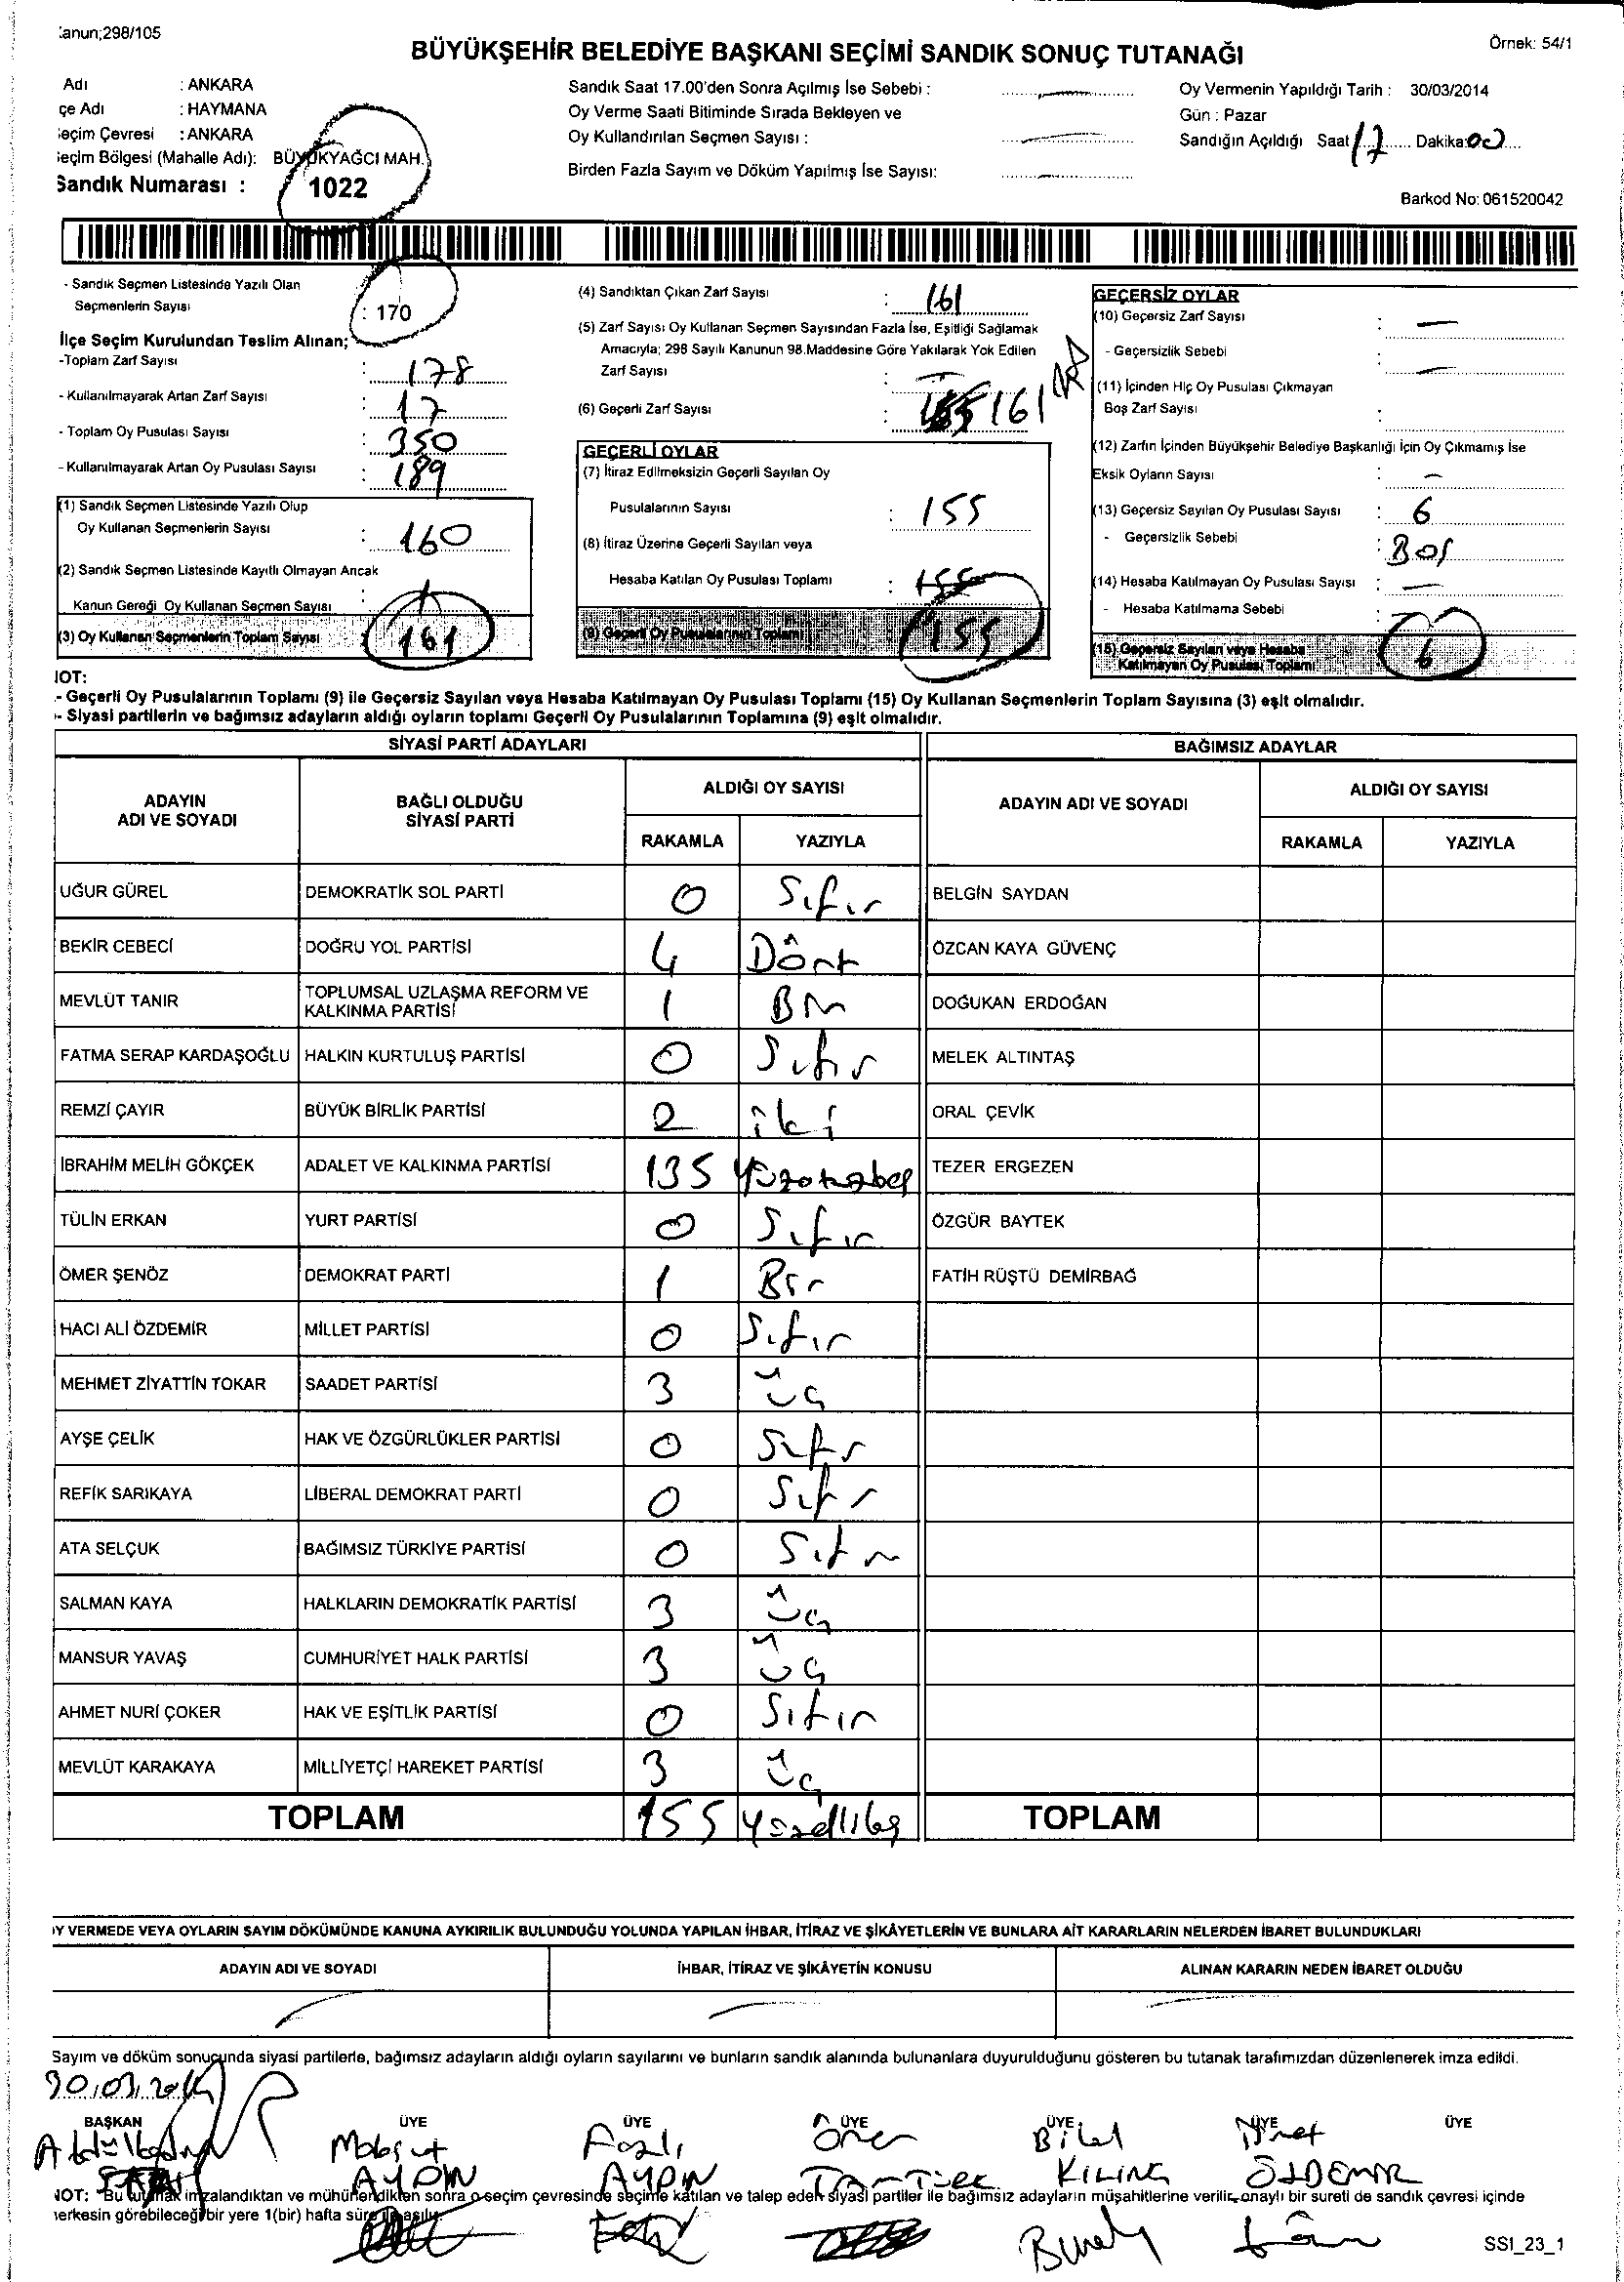 :anun;298/105
Örnek: 54/1
BÜYÜKŞEHİR BELEDİYE BAŞKANI SEÇİMİ SANDIK SONUÇ TUTANAĞI
Adı : ANKARA
çe Adı : HAYMANA
eçim Çevresi : ANKARA
eçim Bölgesi (Mahalle Adı): BÜYÜKYAĞCI MAH.
Sandık Numarası : 1022
Sandık Saat 17.00'den Sonra Açılmış İse Sebebi :
Oy Verme Saati Bitiminde Sırada Bekleyen ve
Oy Kullandırılan Seçmen Sayısı :
Birden Fazla Sayım ve Döküm Yapılmış İse Sayısı:
Oy Vermenin Yapıldığı Tarih : 30/03/2014
Gün : Pazar
Sandığın Açıldığı Saat 17 Dakika: 00
Barkod No: 061520042
- Sandık Seçmen Listesinde Yazılı Olan
Seçmenlerin Sayısı : 170
İlçe Seçim Kurulundan Teslim Alınan;
-Toplam Zarf Sayısı : 178
- Kullanılmayarak Artan Zarf Sayısı : 17
- Toplam Oy Pusulası Sayısı : 350
- Kullanılmayarak Artan Oy Pusulası Sayısı : 189
(1) Sandık Seçmen Listesinde Yazılı Olup
Oy Kullanan Seçmenlerin Sayısı : 160
(2) Sandık Seçmen Listesinde Kayıtlı Olmayan Ancak
Kanun Gereği Oy Kullanan Seçmen Sayısı : 1
(3) Oy Kullanan Seçmenlerin Toplam Sayısı : 161
(4) Sandıktan Çıkan Zarf Sayısı : 161
(5) Zarf Sayısı Oy Kullanan Seçmen Sayısından Fazla İse, Eşitliği Sağlamak
Amacıyla; 298 Sayılı Kanunun 98.Maddesine Göre Yakılarak Yok Edilen
Zarf Sayısı : —
(6) Geçerli Zarf Sayısı : 155 161
GEÇERLİ OYLAR
(7) İtiraz Edilmeksizin Geçerli Sayılan Oy
Pusulalarının Sayısı : 155
(8) İtiraz Üzerine Geçerli Sayılan veya
Hesaba Katılan Oy Pusulası Toplamı : 155
(9) Geçerli Oy Pusulalarının Toplamı : 155
GEÇERSİZ OYLAR
(10) Geçersiz Zarf Sayısı : —
- Geçersizlik Sebebi : —
(11) İçinden Hiç Oy Pusulası Çıkmayan
Boş Zarf Sayısı :
(12) Zarfın İçinden Büyükşehir Belediye Başkanlığı İçin Oy Çıkmamış İse
Eksik Oyların Sayısı : —
(13) Geçersiz Sayılan Oy Pusulası Sayısı : 6
- Geçersizlik Sebebi : Boş
(14) Hesaba Katılmayan Oy Pusulası Sayısı : —
- Hesaba Katılmama Sebebi :
(15) Geçersiz Sayılan veya Hesaba
Katılmayan Oy Pusulası Toplamı : 6
IOT:
.- Geçerli Oy Pusulalarının Toplamı (9) ile Geçersiz Sayılan veya Hesaba Katılmayan Oy Pusulası Toplamı (15) Oy Kullanan Seçmenlerin Toplam Sayısına (3) eşit olmalıdır.
- Siyasi partilerin ve bağımsız adayların aldığı oyların toplamı Geçerli Oy Pusulalarının Toplamına (9) eşit olmalıdır.
SİYASİ PARTİ ADAYLARI BAĞIMSIZ ADAYLAR
ADAYIN ADI VE SOYADI BAĞLI OLDUĞU SİYASİ PARTİ ALDIĞI OY SAYISI ADAYIN ADI VE SOYADI ALDIĞI OY SAYISI
RAKAMLA YAZIYLA RAKAMLA YAZIYLA
UĞUR GÜREL DEMOKRATİK SOL PARTİ 0 Sıfır BELGİN SAYDAN
BEKİR CEBECİ DOĞRU YOL PARTİSİ 4 Dört ÖZCAN KAYA GÜVENÇ
MEVLÜT TANIR TOPLUMSAL UZLAŞMA REFORM VE KALKINMA PARTİSİ 1 Bir DOĞUKAN ERDOĞAN
FATMA SERAP KARDAŞOĞLU HALKIN KURTULUŞ PARTİSİ 0 Sıfır MELEK ALTINTAŞ
REMZİ ÇAYIR BÜYÜK BİRLİK PARTİSİ 2 iki ORAL ÇEVİK
İBRAHİM MELİH GÖKÇEK ADALET VE KALKINMA PARTİSİ 135 Yüzotuzbeş TEZER ERGEZEN
TÜLİN ERKAN YURT PARTİSİ 0 Sıfır ÖZGÜR BAYTEK
ÖMER ŞENÖZ DEMOKRAT PARTİ 1 Bir FATİH RÜŞTÜ DEMİRBAĞ
HACI ALİ ÖZDEMİR MİLLET PARTİSİ 0 Sıfır
MEHMET ZİYATTİN TOKAR SAADET PARTİSİ 3 Üç
AYŞE ÇELİK HAK VE ÖZGÜRLÜKLER PARTİSİ 0 Sıfır
REFİK SARIKAYA LİBERAL DEMOKRAT PARTİ 0 Sıfır
ATA SELÇUK BAĞIMSIZ TÜRKİYE PARTİSİ 0 Sıfır
SALMAN KAYA HALKLARIN DEMOKRATİK PARTİSİ 3 Üç
MANSUR YAVAŞ CUMHURİYET HALK PARTİSİ 3 Üç
AHMET NURİ ÇOKER HAK VE EŞİTLİK PARTİSİ 0 Sıfır
MEVLÜT KARAKAYA MİLLİYETÇİ HAREKET PARTİSİ 3 Üç
TOPLAM 155 Yüzellibeş TOPLAM
)Y VERMEDE VEYA OYLARIN SAYIM DÖKÜMÜNDE KANUNA AYKIRILIK BULUNDUĞU YOLUNDA YAPILAN İHBAR, İTİRAZ VE ŞİKÂYETLERİN VE BUNLARA AİT KARARLARIN NELERDEN İBARET BULUNDUKLARI
ADAYIN ADI VE SOYADI İHBAR, İTİRAZ VE ŞİKÂYETİN KONUSU ALINAN KARARIN NEDEN İBARET OLDUĞU
Sayım ve döküm sonucunda siyasi partilerle, bağımsız adayların aldığı oyların sayılarını ve bunların sandık alanında bulunanlara duyurulduğunu gösteren bu tutanak tarafımızdan düzenlenerek imza edildi.
30.03.2014
BAŞKAN ÜYE ÜYE ÜYE ÜYE ÜYE ÜYE
Abdülkadir Fazlı Ömer Bilal
AYDIN AYDIN KILINÇ ÖZDEMİR
IOT: "Bu tutanak imzalandıktan ve mühürlendikten sonra o seçim çevresinde seçime katılan ve talep eden siyasi partiler ile bağımsız adayların müşahitlerine verilir, onaylı bir sureti de sandık çevresi içinde
ıerkesin görebileceği bir yere 1(bir) hafta süre ile asılır.
SSI_23_1